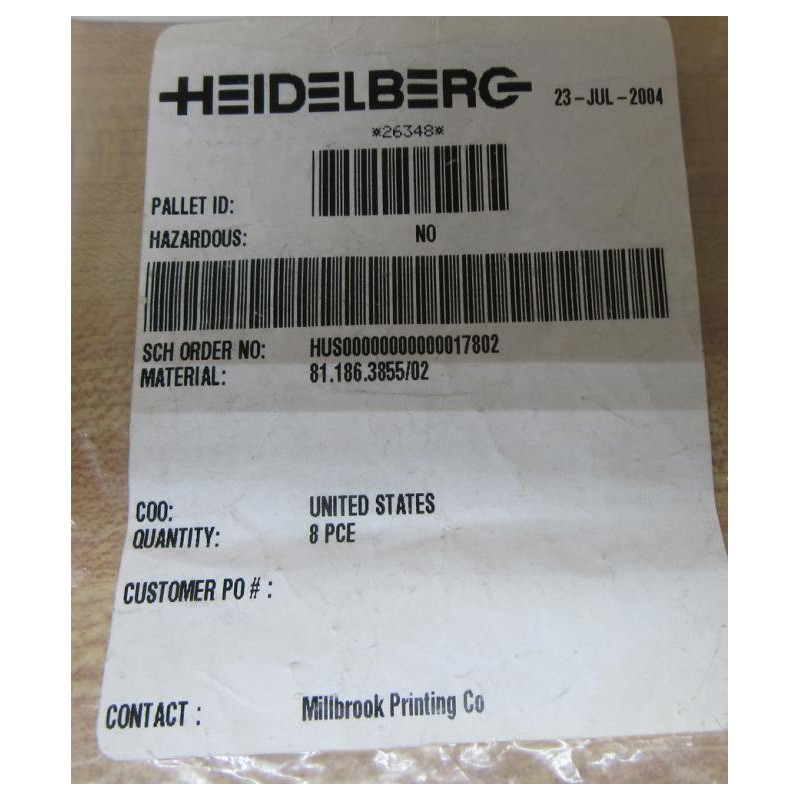 HEIDELBERG 23-JUL-2004
*26348*
PALLET ID:
HAZARDOUS: NO
SCH ORDER NO: HUS00000000000017802
MATERIAL: 81.186.3855/02
COO: UNITED STATES
QUANTITY: 8 PCE
CUSTOMER PO # :
CONTACT : Millbrook Printing Co